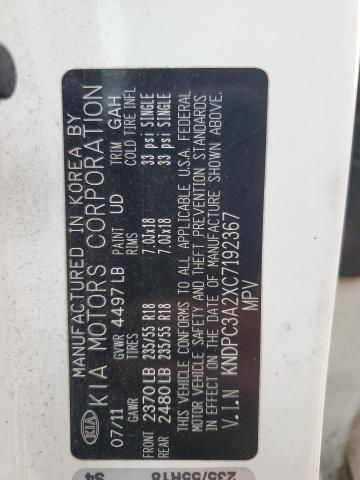 MANUFACTURED IN KOREA BY
KIA MOTORS CORPORATION
KIA
07/11 GVWR 4497LB PAINT UD TRIM GAH
TIRES RIMS COLD TIRE INFL
FRONT 2370LB 235/55 R18 7.0Jx18 33 psi SINGLE
REAR 2480LB 235/55 R18 7.0Jx18 33 psi SINGLE
THIS VEHICLE CONFORMS TO ALL APPLICABLE U.S.A. FEDERAL
MOTOR VEHICLE SAFETY, BUMPER, AND THEFT PREVENTION STANDARDS
IN EFFECT ON THE DATE OF MANUFACTURE SHOWN ABOVE.
V.I.N KNDPC3A2XC7192367
MPV
S4 235/55R18